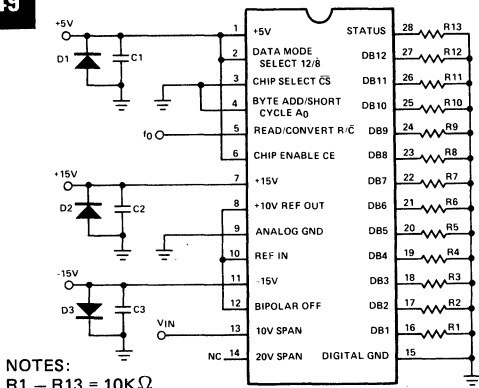 49
+5V
1 +5V STATUS 28 R13
D1 C1
2 DATA MODE SELECT 12/8̅ DB12 27 R12
3 CHIP SELECT C̅S̅ DB11 26 R11
4 BYTE ADD/SHORT CYCLE A0 DB10 25 R10
fO 5 READ/CONVERT R/C̅ DB9 24 R9
6 CHIP ENABLE CE DB8 23 R8
+15V 7 +15V DB7 22 R7
D2 C2
8 +10V REF OUT DB6 21 R6
9 ANALOG GND DB5 20 R5
10 REF IN DB4 19 R4
-15V 11 -15V DB3 18 R3
D3 C3
12 BIPOLAR OFF DB2 17 R2
VIN 13 10V SPAN DB1 16 R1
NC 14 20V SPAN DIGITAL GND 15
NOTES:
R1 – R13 = 10KΩ